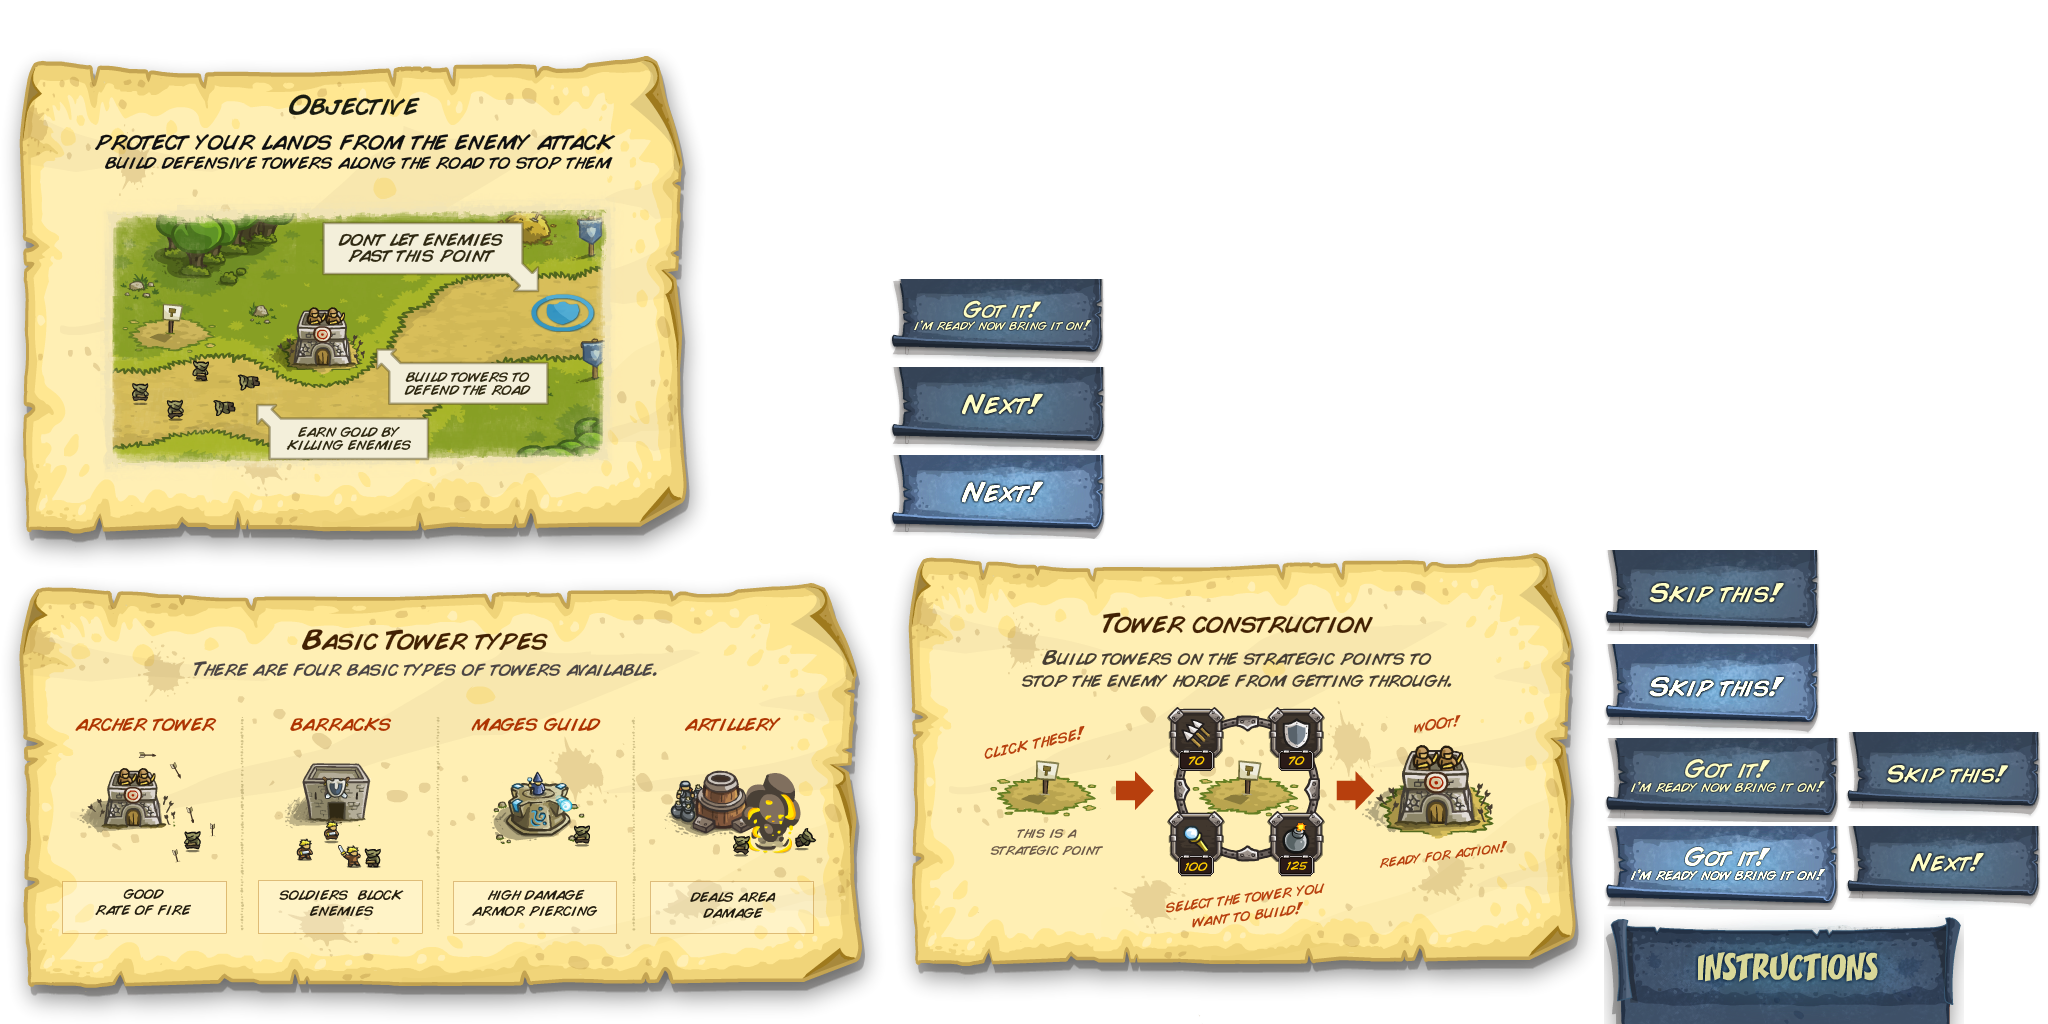 OBJECTIVE
PROTECT YOUR LANDS FROM THE ENEMY ATTACK
BUILD DEFENSIVE TOWERS ALONG THE ROAD TO STOP THEM
DONT LET ENEMIES
PAST THIS POINT
BUILD TOWERS TO
DEFEND THE ROAD
EARN GOLD BY
KILLING ENEMIES
GOT IT!
I'M READY NOW BRING IT ON!
NEXT!
NEXT!
BASIC TOWER TYPES
THERE ARE FOUR BASIC TYPES OF TOWERS AVAILABLE.
ARCHER TOWER
GOOD
RATE OF FIRE
BARRACKS
SOLDIERS BLOCK
ENEMIES
MAGES GUILD
HIGH DAMAGE
ARMOR PIERCING
ARTILLERY
DEALS AREA
DAMAGE
TOWER CONSTRUCTION
BUILD TOWERS ON THE STRATEGIC POINTS TO
STOP THE ENEMY HORDE FROM GETTING THROUGH.
CLICK THESE!
THIS IS A
STRATEGIC POINT
70
70
100
125
SELECT THE TOWER YOU
WANT TO BUILD!
WOOT!
READY FOR ACTION!
SKIP THIS!
SKIP THIS!
GOT IT!
I'M READY NOW BRING IT ON!
SKIP THIS!
GOT IT!
I'M READY NOW BRING IT ON!
NEXT!
INSTRUCTIONS